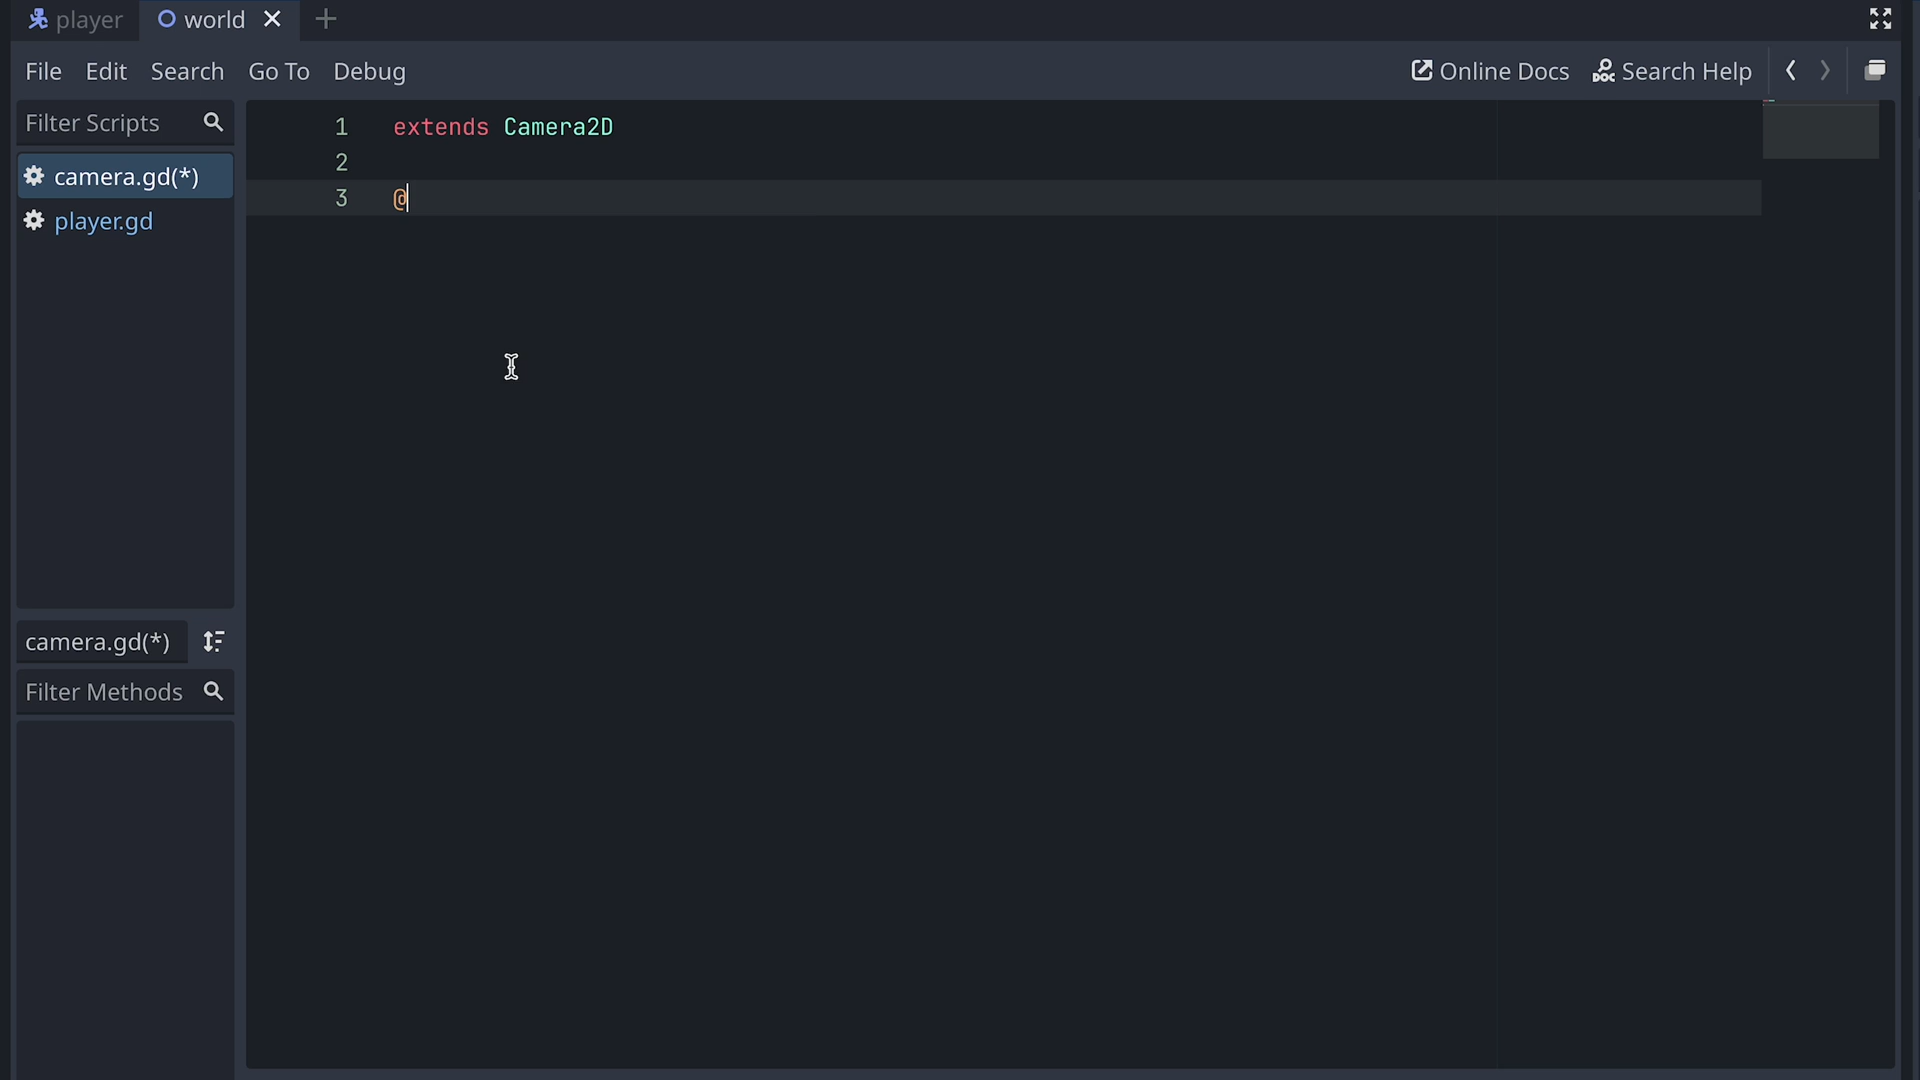 player world
File Edit Search Go To Debug Online Docs Search Help
Filter Scripts
camera.gd(*)
player.gd
camera.gd(*)
Filter Methods
1 extends Camera2D
2
3 @